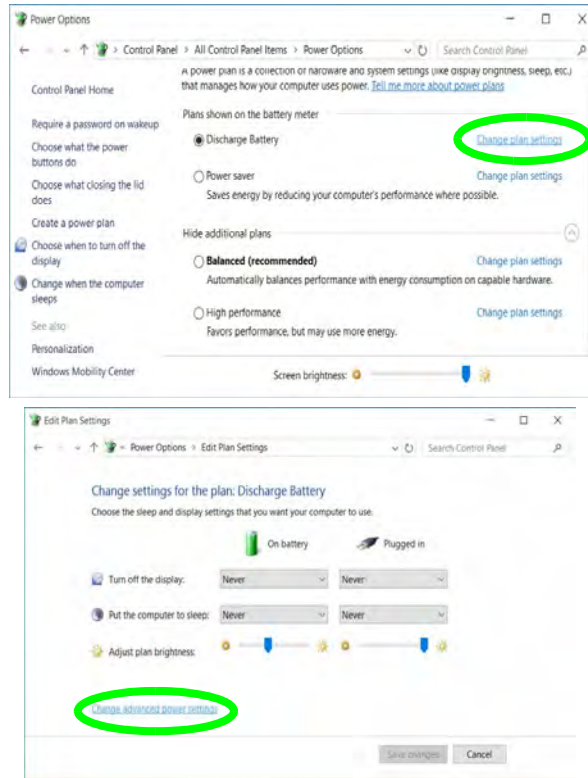 Power Options
Control Panel > All Control Panel Items > Power Options
Search Control Panel
Control Panel Home
Require a password on wakeup
Choose what the power
buttons do
Choose what closing the lid
does
Create a power plan
Choose when to turn off the
display
Change when the computer
sleeps
See also
Personalization
Windows Mobility Center
A power plan is a collection of hardware and system settings (like display brightness, sleep, etc.)
that manages how your computer uses power. Tell me more about power plans
Plans shown on the battery meter
Discharge Battery Change plan settings
Power saver Change plan settings
Saves energy by reducing your computer's performance where possible.
Hide additional plans
Balanced (recommended) Change plan settings
Automatically balances performance with energy consumption on capable hardware.
High performance Change plan settings
Favors performance, but may use more energy.
Screen brightness:
Edit Plan Settings
Power Options > Edit Plan Settings
Search Control Panel
Change settings for the plan: Discharge Battery
Choose the sleep and display settings that you want your computer to use.
On battery Plugged in
Turn off the display: Never Never
Put the computer to sleep: Never Never
Adjust plan brightness:
Change advanced power settings
Save changes Cancel